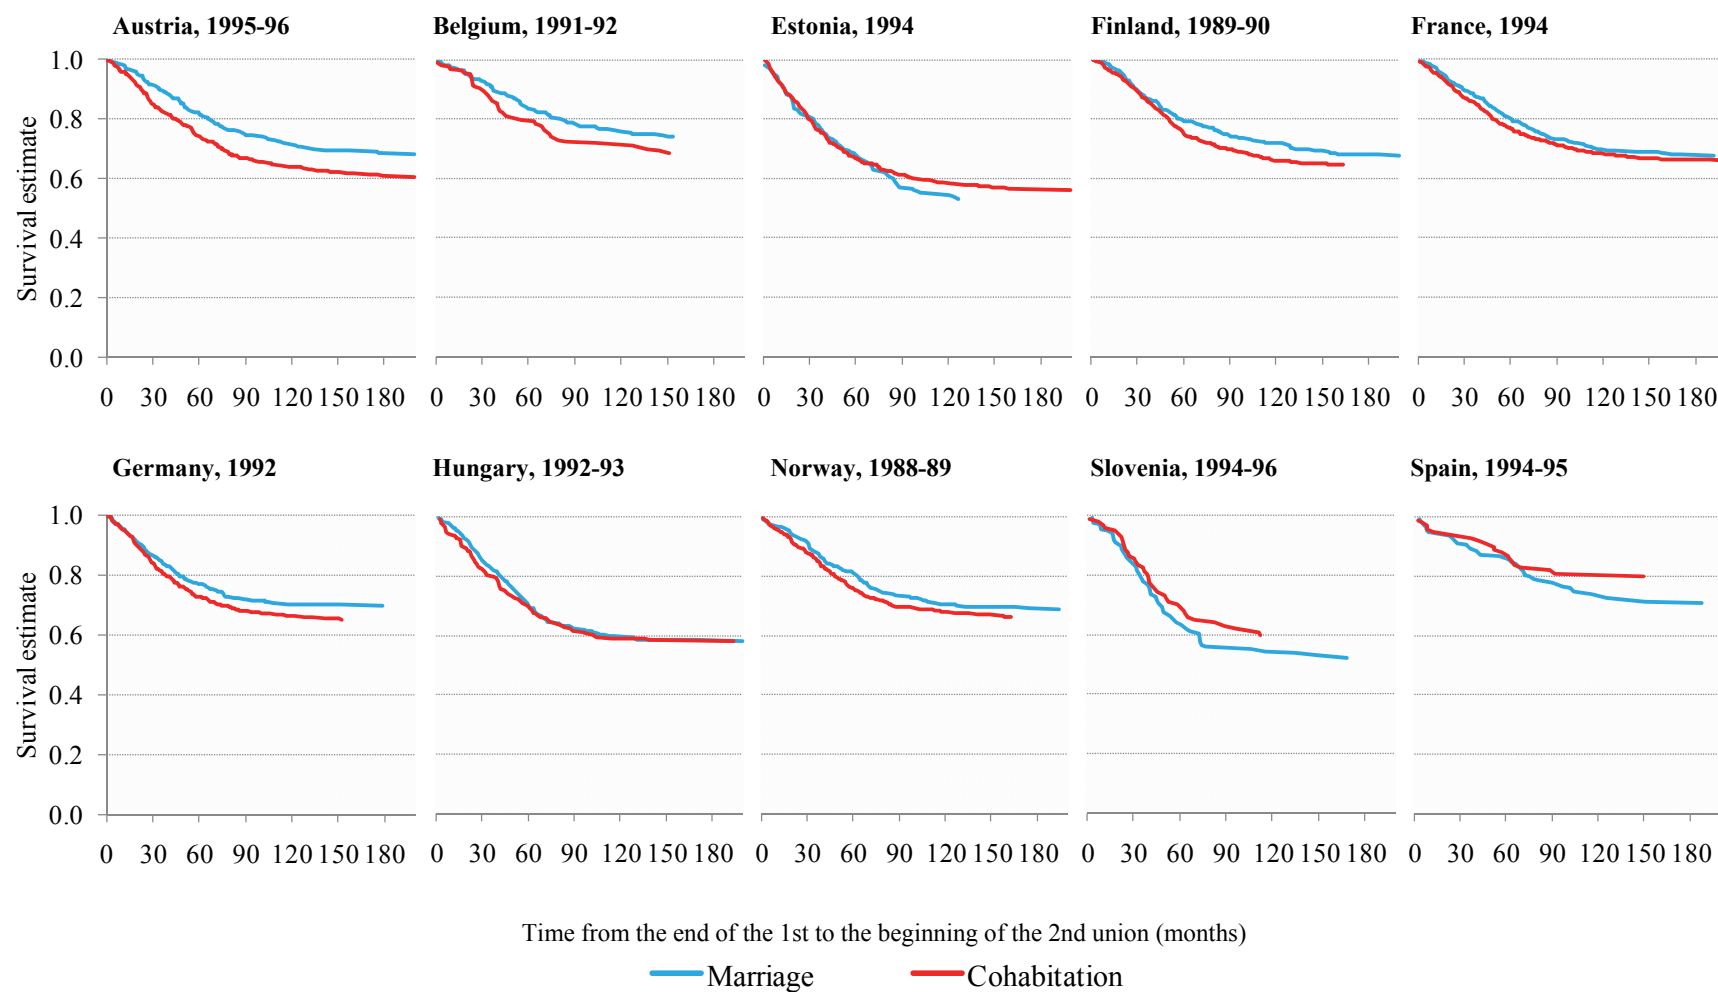 Austria, 1995-96 Belgium, 1991-92 Estonia, 1994 Finland, 1989-90 France, 1994
Survival estimate
1.0
0.8
0.6
0.4
0.2
0.0
0 30 60 90 120 150 180 0 30 60 90 120 150 180 0 30 60 90 120 150 180 0 30 60 90 120 150 180 0 30 60 90 120 150 180
Germany, 1992 Hungary, 1992-93 Norway, 1988-89 Slovenia, 1994-96 Spain, 1994-95
Survival estimate
1.0
0.8
0.6
0.4
0.2
0.0
0 30 60 90 120 150 180 0 30 60 90 120 150 180 0 30 60 90 120 150 180 0 30 60 90 120 150 180 0 30 60 90 120 150 180
Time from the end of the 1st to the beginning of the 2nd union (months)
Marriage Cohabitation